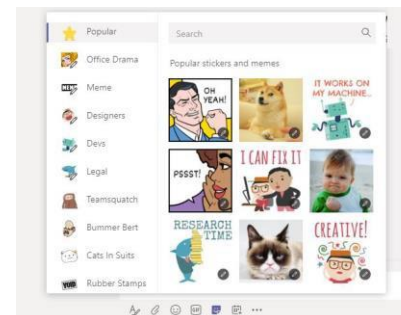 Popular
Office Drama
Meme
Designers
Devs
Legal
Teamsquatch
Bummer Bert
Cats In Suits
Rubber Stamps
Search
Popular stickers and memes
OH
YEAH!
IT WORKS ON
MY MACHINE...
PSSST!
I CAN FIX IT
RESEARCH
TIME
CREATIVE!
GIF